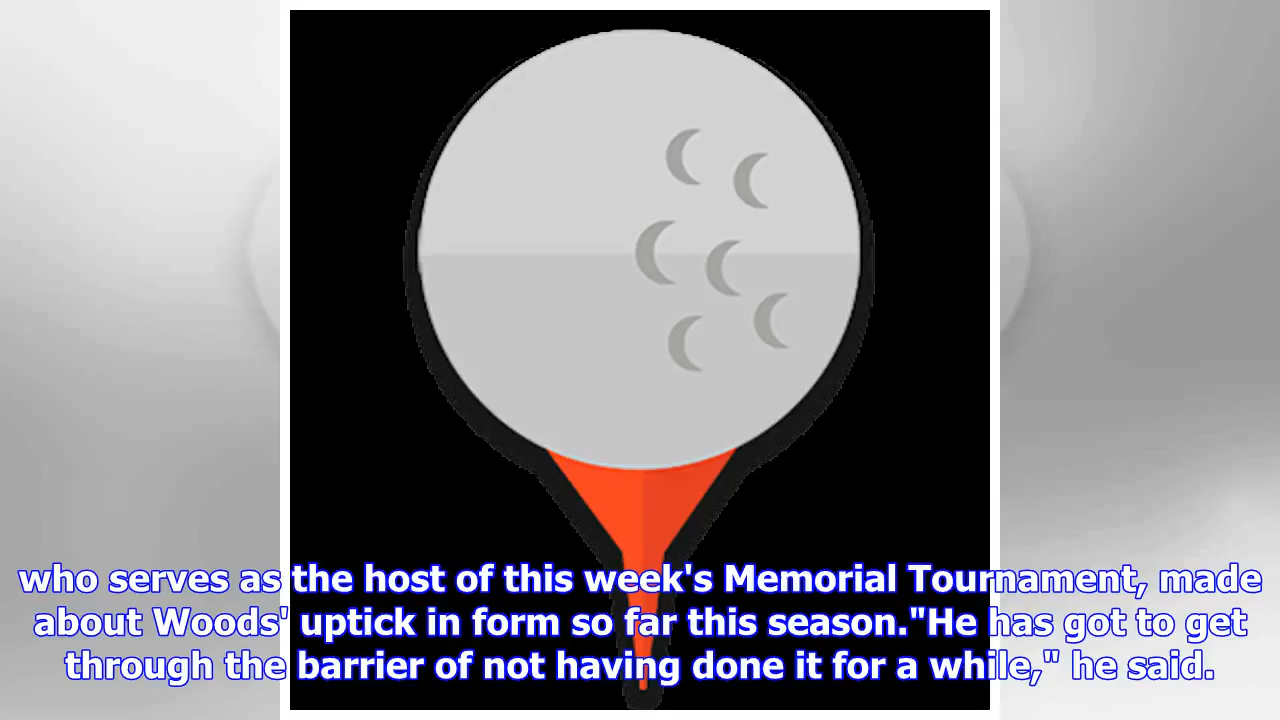 who serves as the host of this week's Memorial Tournament, made
about Woods' uptick in form so far this season."He has got to get
through the barrier of not having done it for a while," he said.